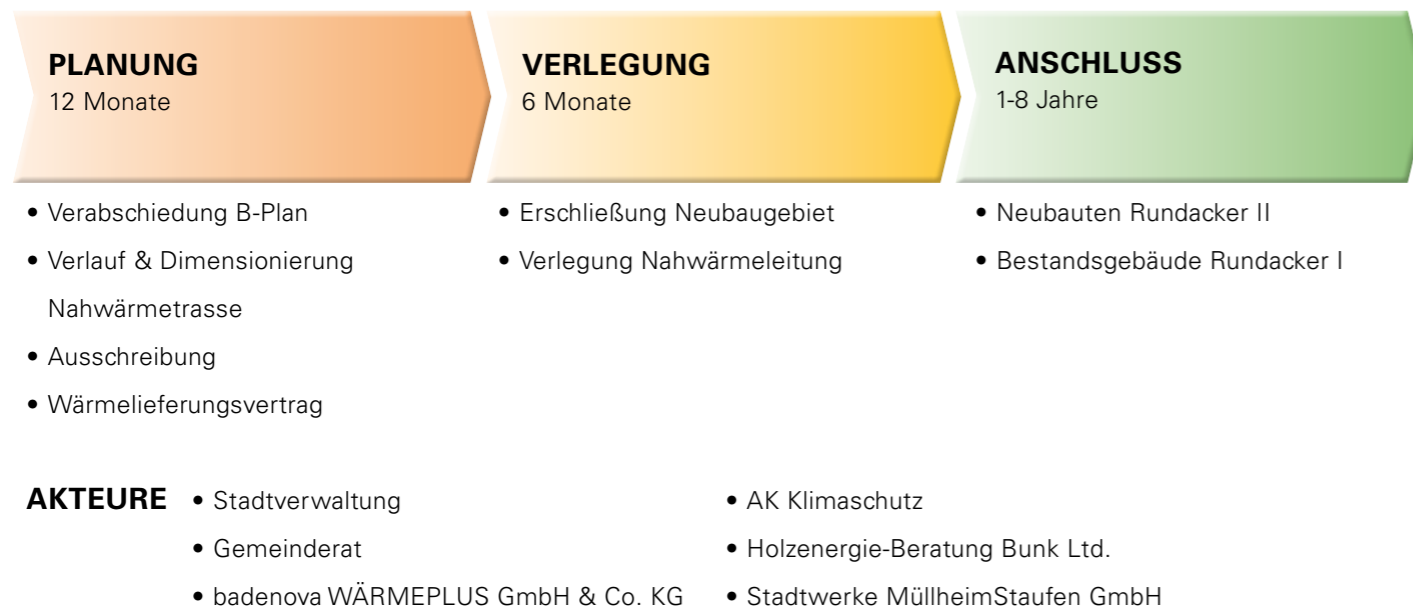 PLANUNG
12 Monate
• Verabschiedung B-Plan
• Verlauf & Dimensionierung
Nahwärmetrasse
• Ausschreibung
• Wärmelieferungsvertrag
VERLEGUNG
6 Monate
• Erschließung Neubaugebiet
• Verlegung Nahwärmeleitung
ANSCHLUSS
1-8 Jahre
• Neubauten Rundacker II
• Bestandsgebäude Rundacker I
AKTEURE
• Stadtverwaltung
• Gemeinderat
• badenova WÄRMEPLUS GmbH & Co. KG
• AK Klimaschutz
• Holzenergie-Beratung Bunk Ltd.
• Stadtwerke MüllheimStaufen GmbH